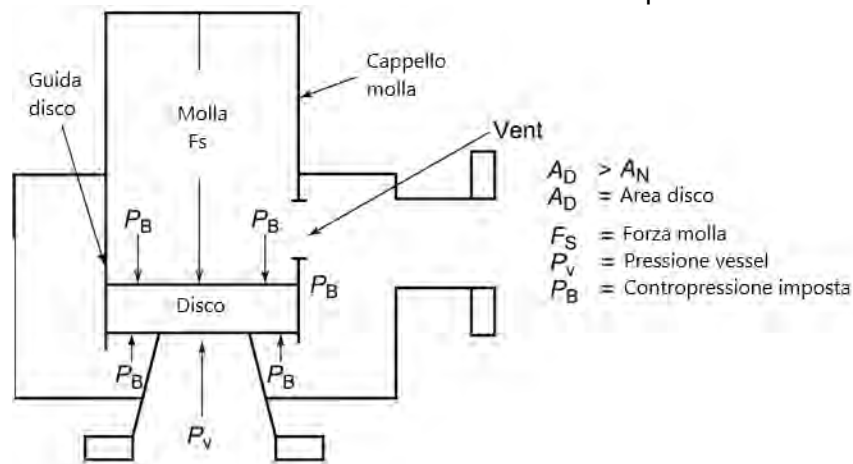 Guida
disco
Molla
Fs
Cappello
molla
Vent
P_B
P_B
P_B
Disco
P_B
P_B
P_V
A_D > A_N
A_D = Area disco
F_S = Forza molla
P_v = Pressione vessel
P_B = Contropressione imposta